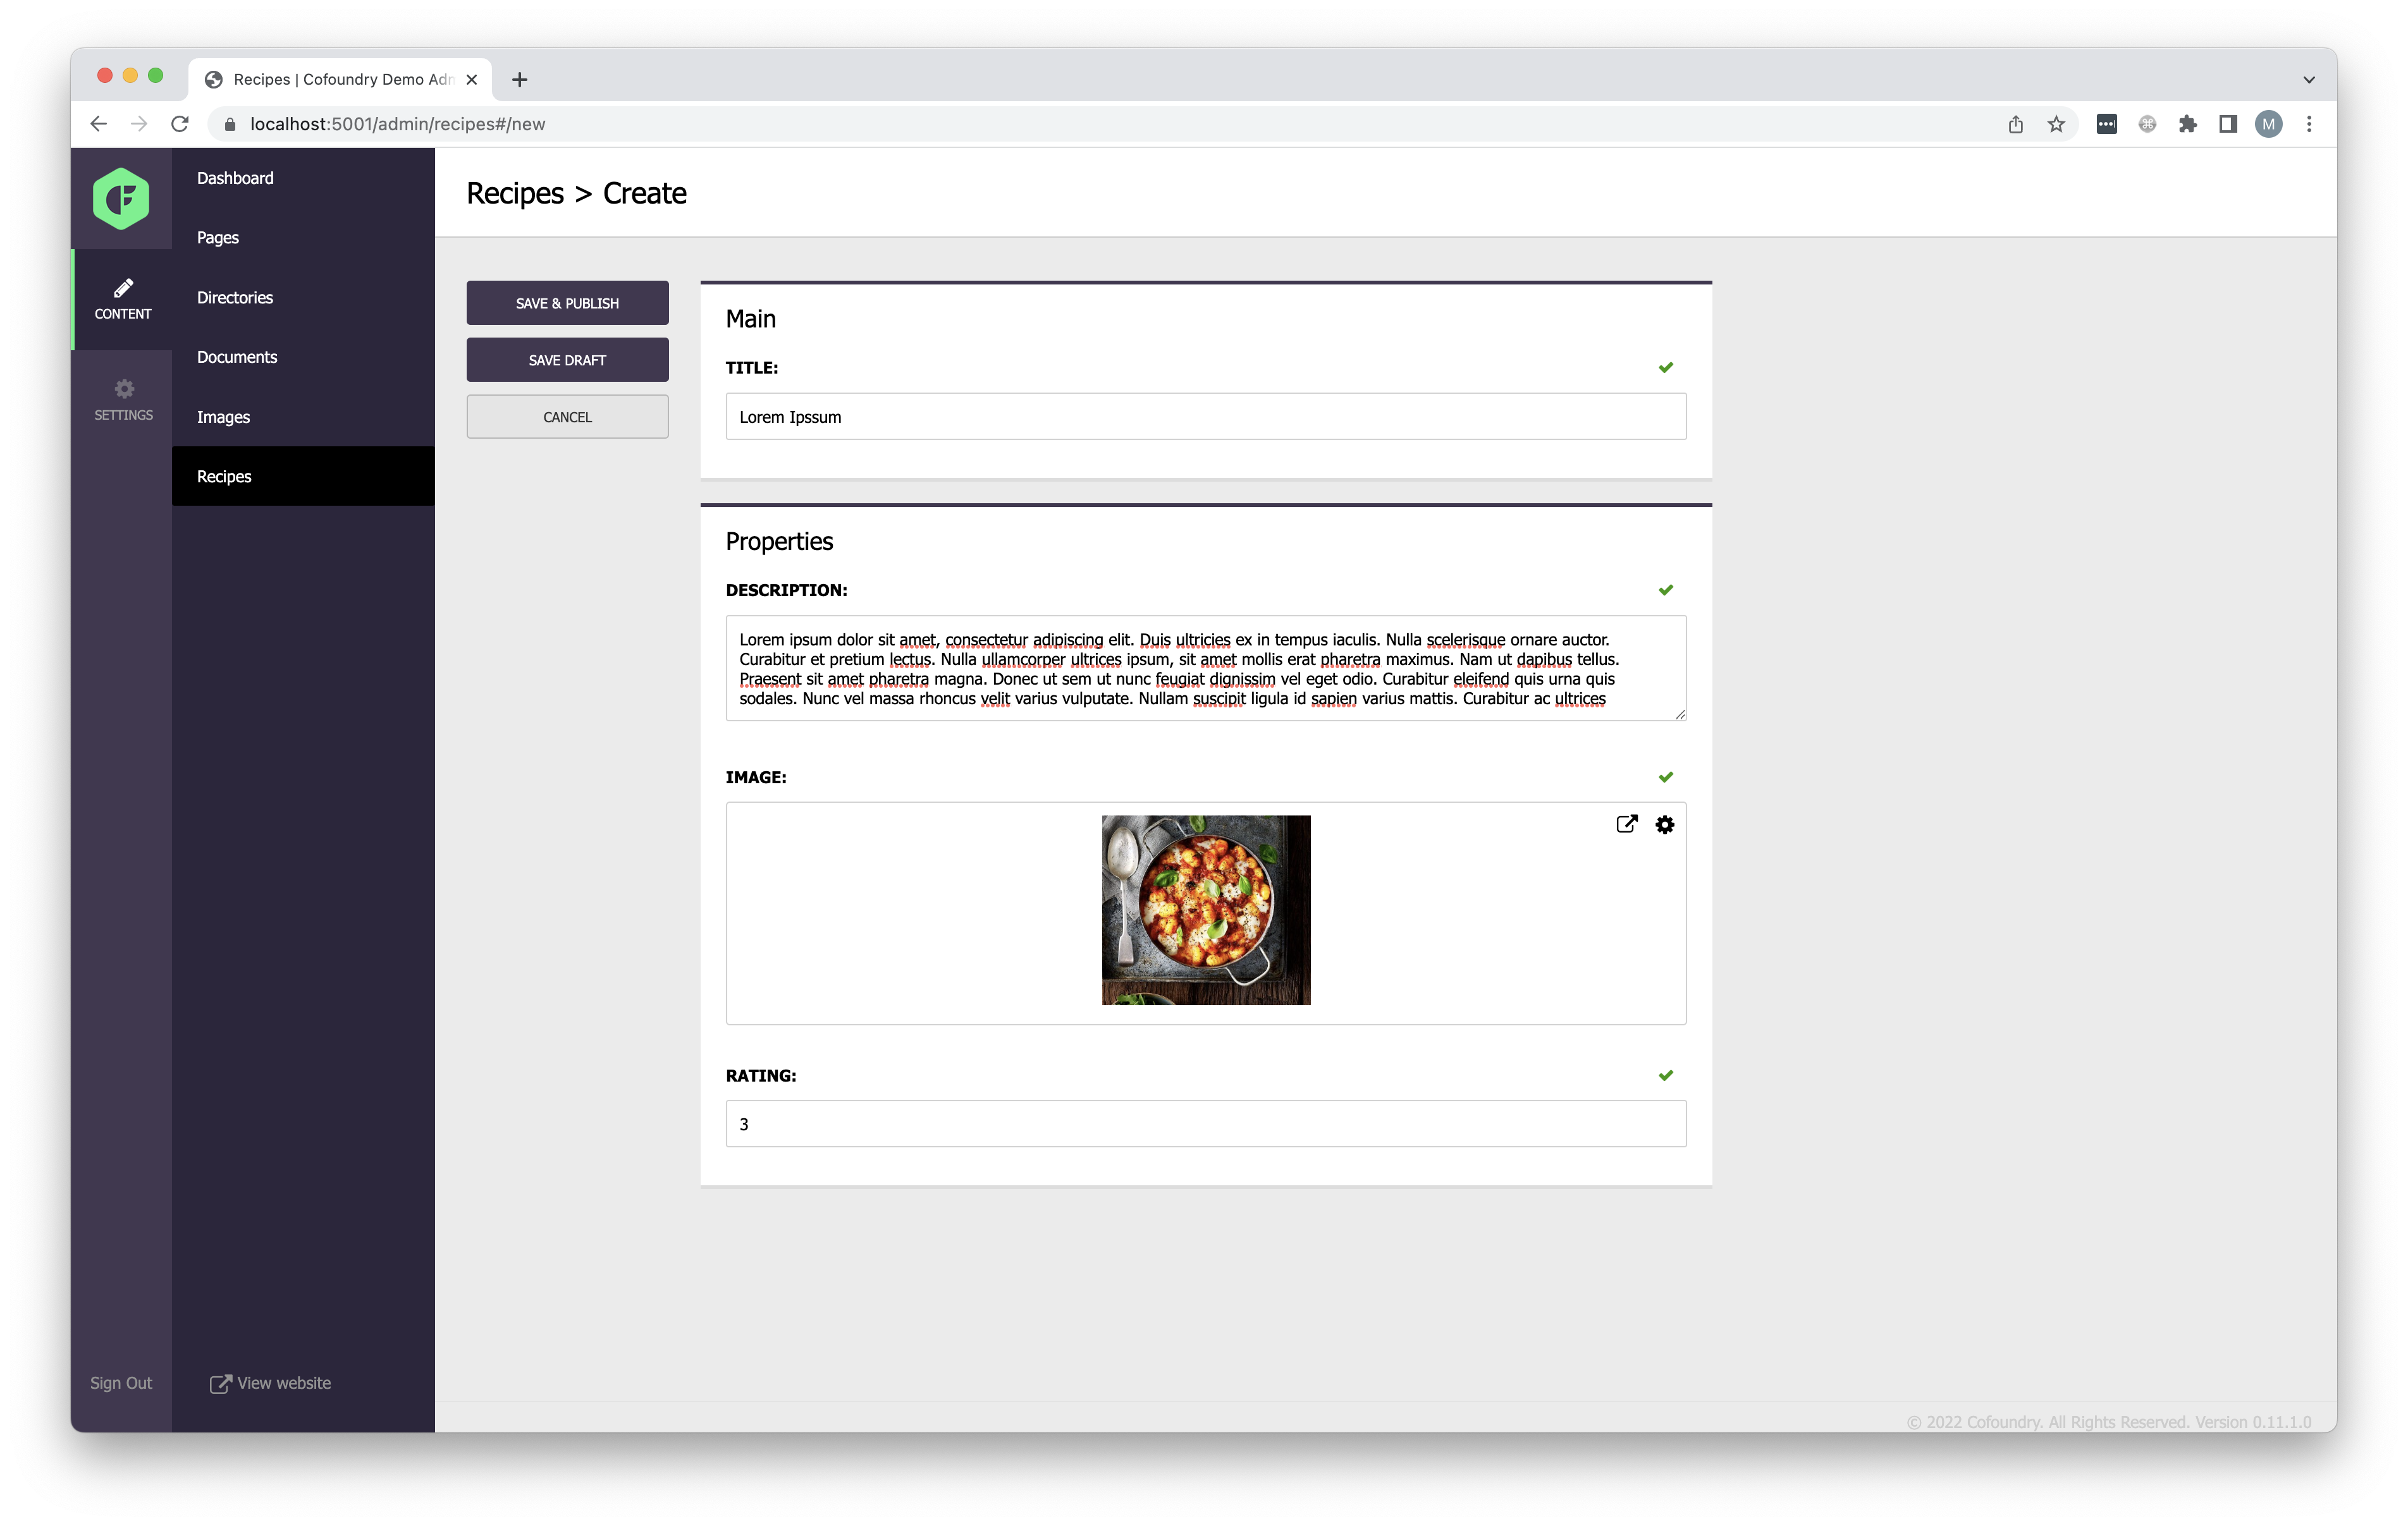 Recipes | Cofoundry Demo Adn
localhost:5001/admin/recipes#/new
M
CONTENT
SETTINGS
Sign Out
Dashboard
Pages
Directories
Documents
Images
Recipes
View website
Recipes > Create
SAVE & PUBLISH
SAVE DRAFT
CANCEL
Main
TITLE:
Lorem Ipssum
Properties
DESCRIPTION:
Lorem ipsum dolor sit amet, consectetur adipiscing elit. Duis ultricies ex in tempus iaculis. Nulla scelerisque ornare auctor.
Curabitur et pretium lectus. Nulla ullamcorper ultrices ipsum, sit amet mollis erat pharetra maximus. Nam ut dapibus tellus.
Praesent sit amet pharetra magna. Donec ut sem ut nunc feugiat dignissim vel eget odio. Curabitur eleifend quis urna quis
sodales. Nunc vel massa rhoncus velit varius vulputate. Nullam suscipit ligula id sapien varius mattis. Curabitur ac ultrices
IMAGE:
RATING:
3
© 2022 Cofoundry. All Rights Reserved. Version 0.11.1.0